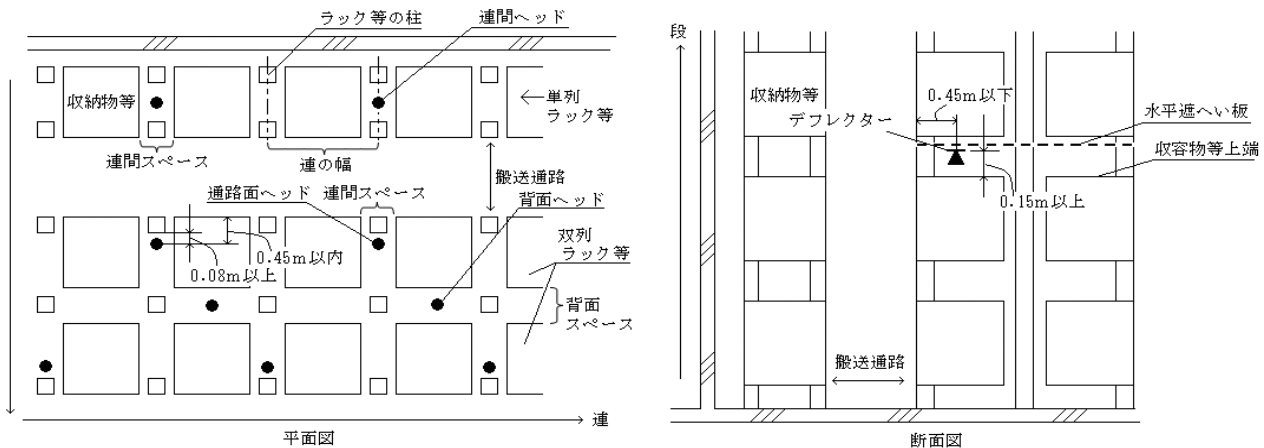 ラック等の柱
連間ヘッド
収納物等
単列
ラック等
連間スペース
連の幅
搬送通路
通路面ヘッド
連間スペース
背面ヘッド
0.45m以内
0.08m以上
双列
ラック等
背面
スペース
連
平面図
段
収納物等
0.45m以下
デフレクター
水平遮へい板
収容物等上端
0.15m以上
搬送通路
断面図